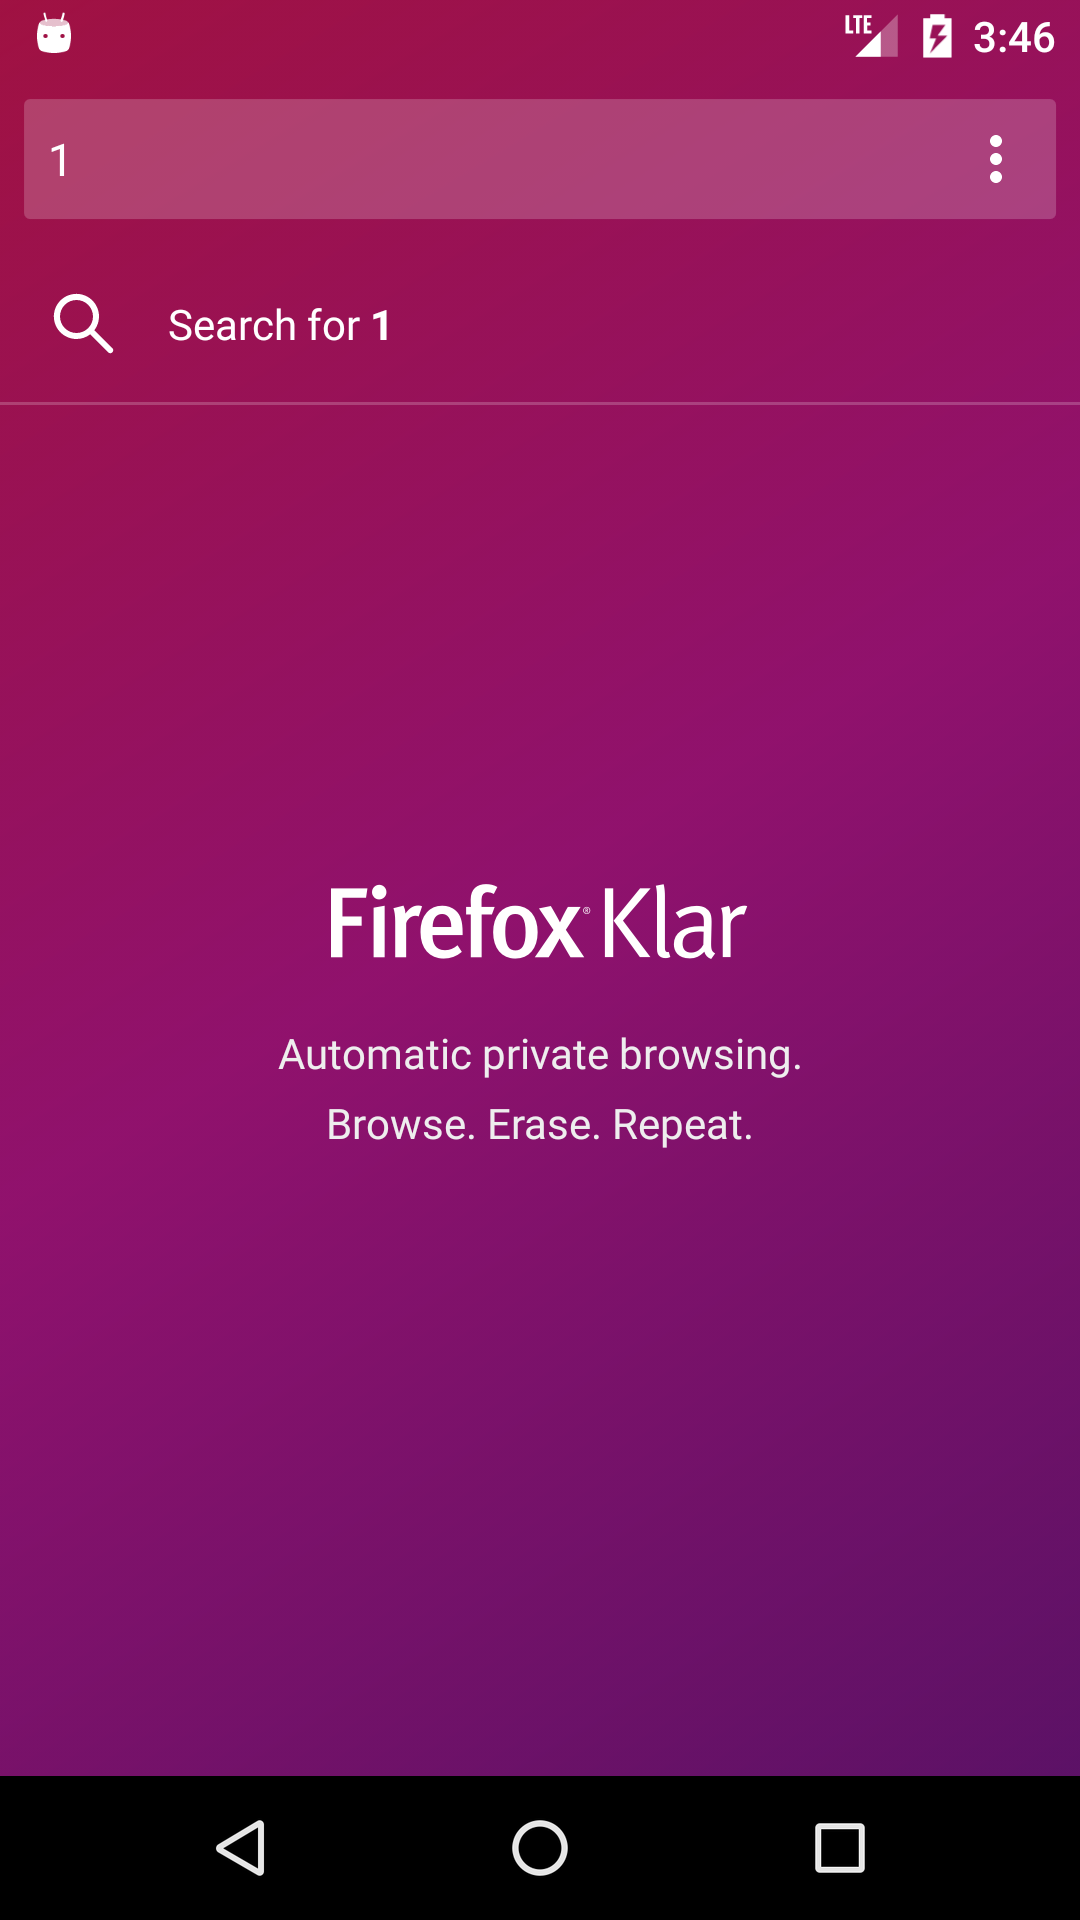 LTE 3:46
1
Search for 1
Firefox® Klar
Automatic private browsing.
Browse. Erase. Repeat.